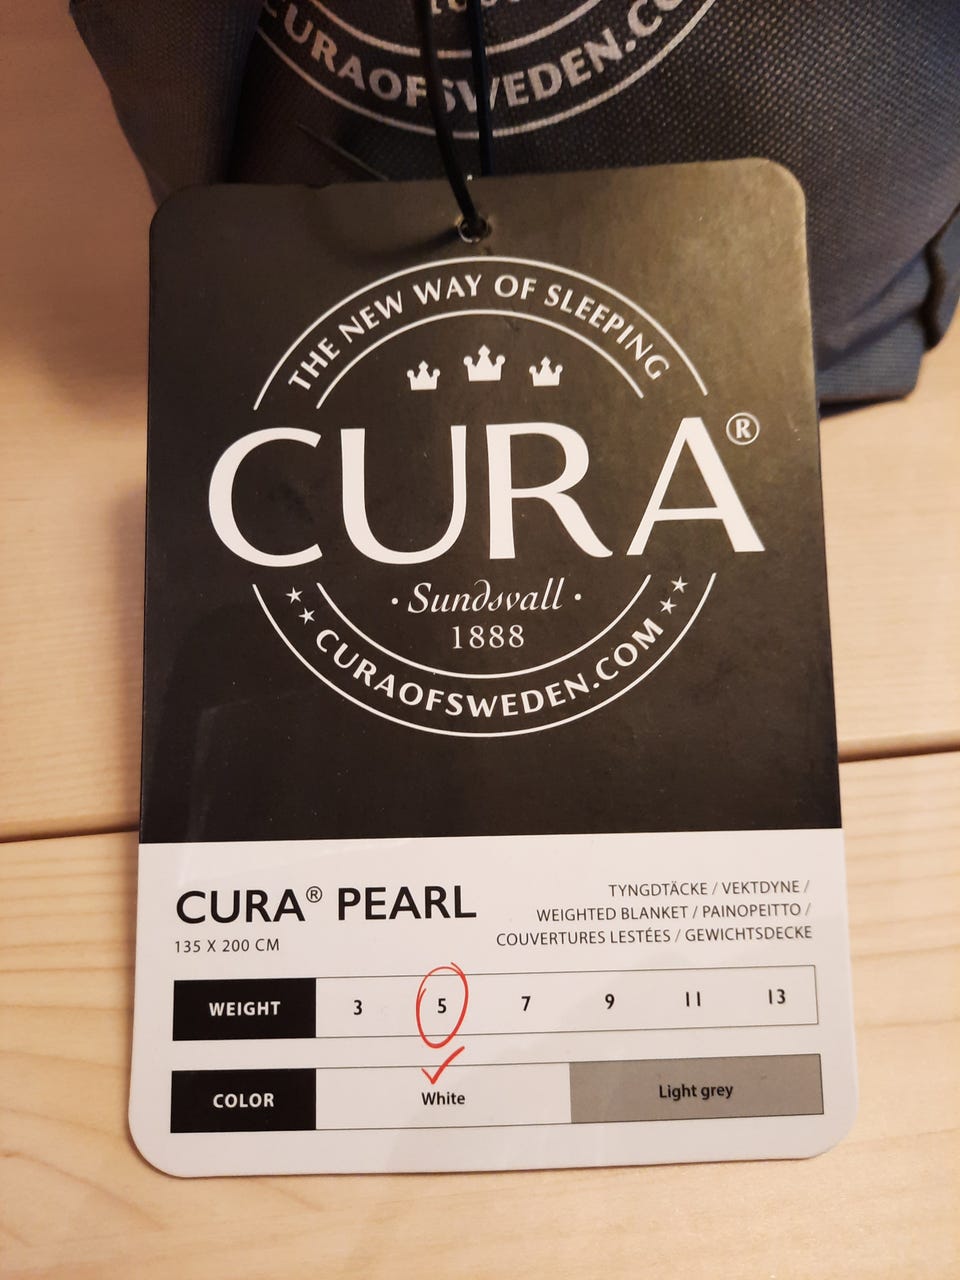 CURAOFSWEDEN.CO
THE NEW WAY OF SLEEPING
CURA®
· Sundsvall ·
1888
CURAOFSWEDEN.COM
CURA® PEARL
135 X 200 CM
TYNGDTÄCKE / VEKTDYNE /
WEIGHTED BLANKET / PAINOPEITTO /
COUVERTURES LESTÉES / GEWICHTSDECKE
WEIGHT 3 5 7 9 11 13
COLOR White Light grey